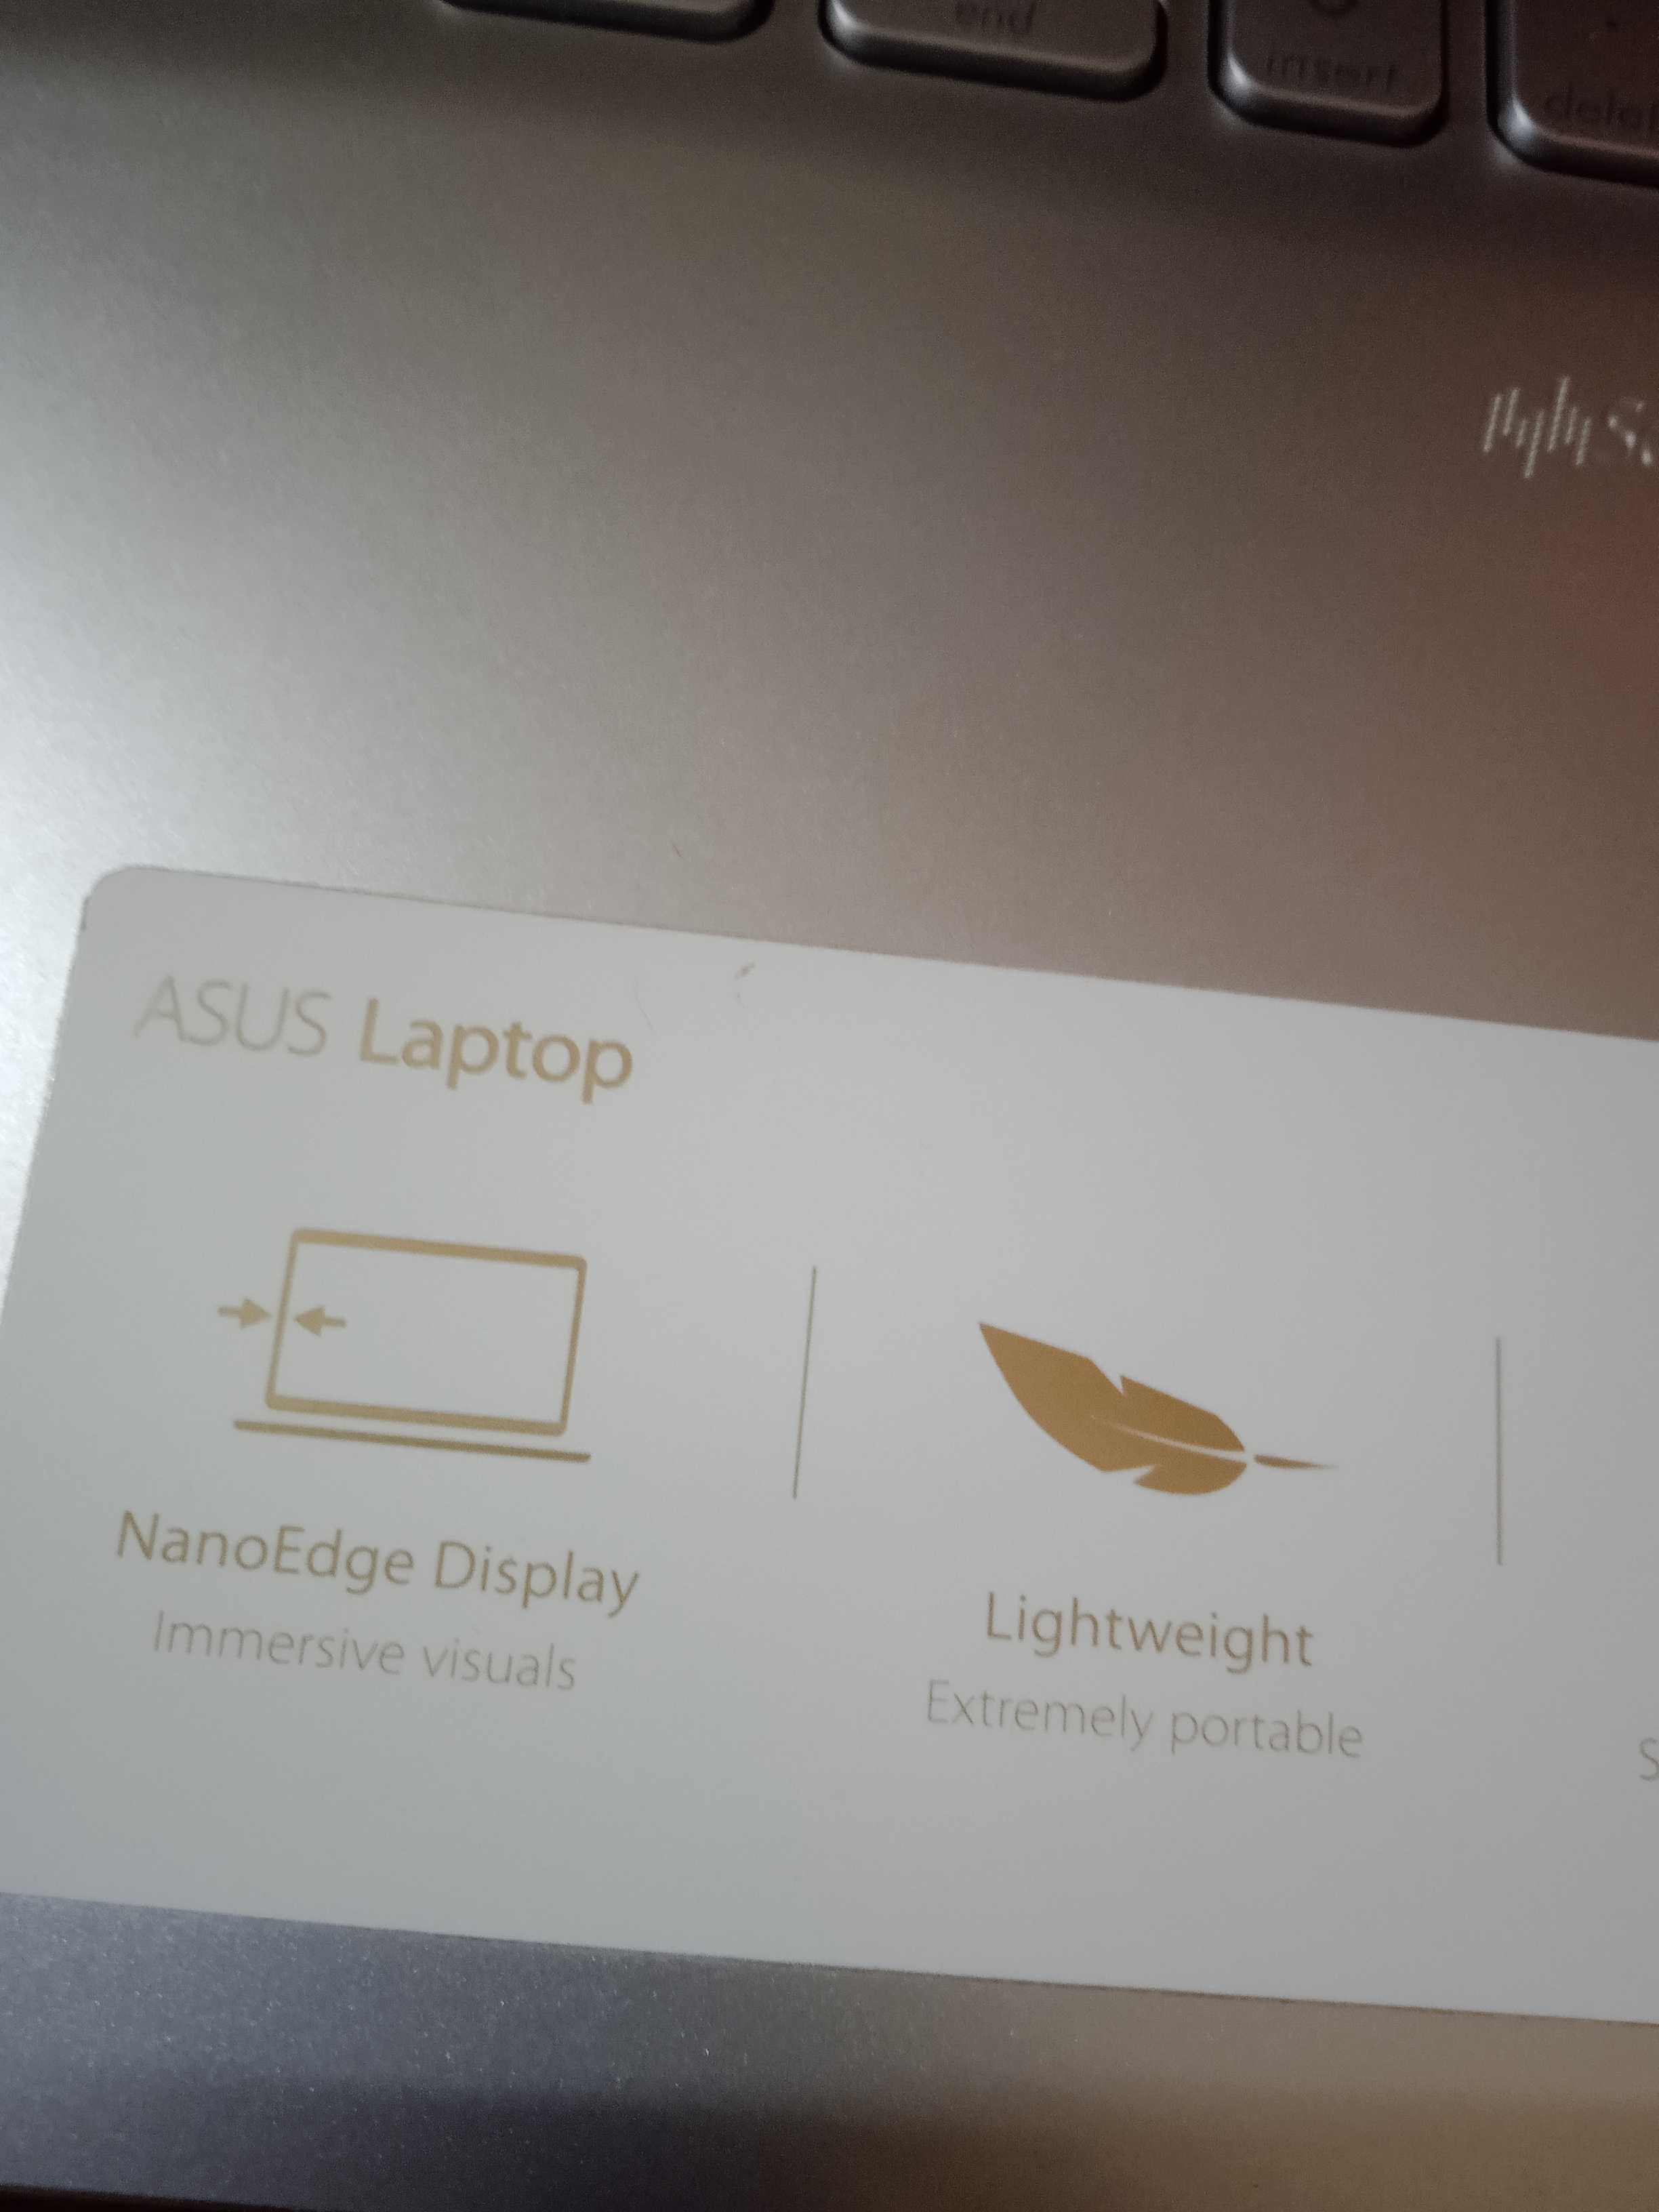 end
insert
ASUS Laptop
NanoEdge Display
Immersive visuals
Lightweight
Extremely portable